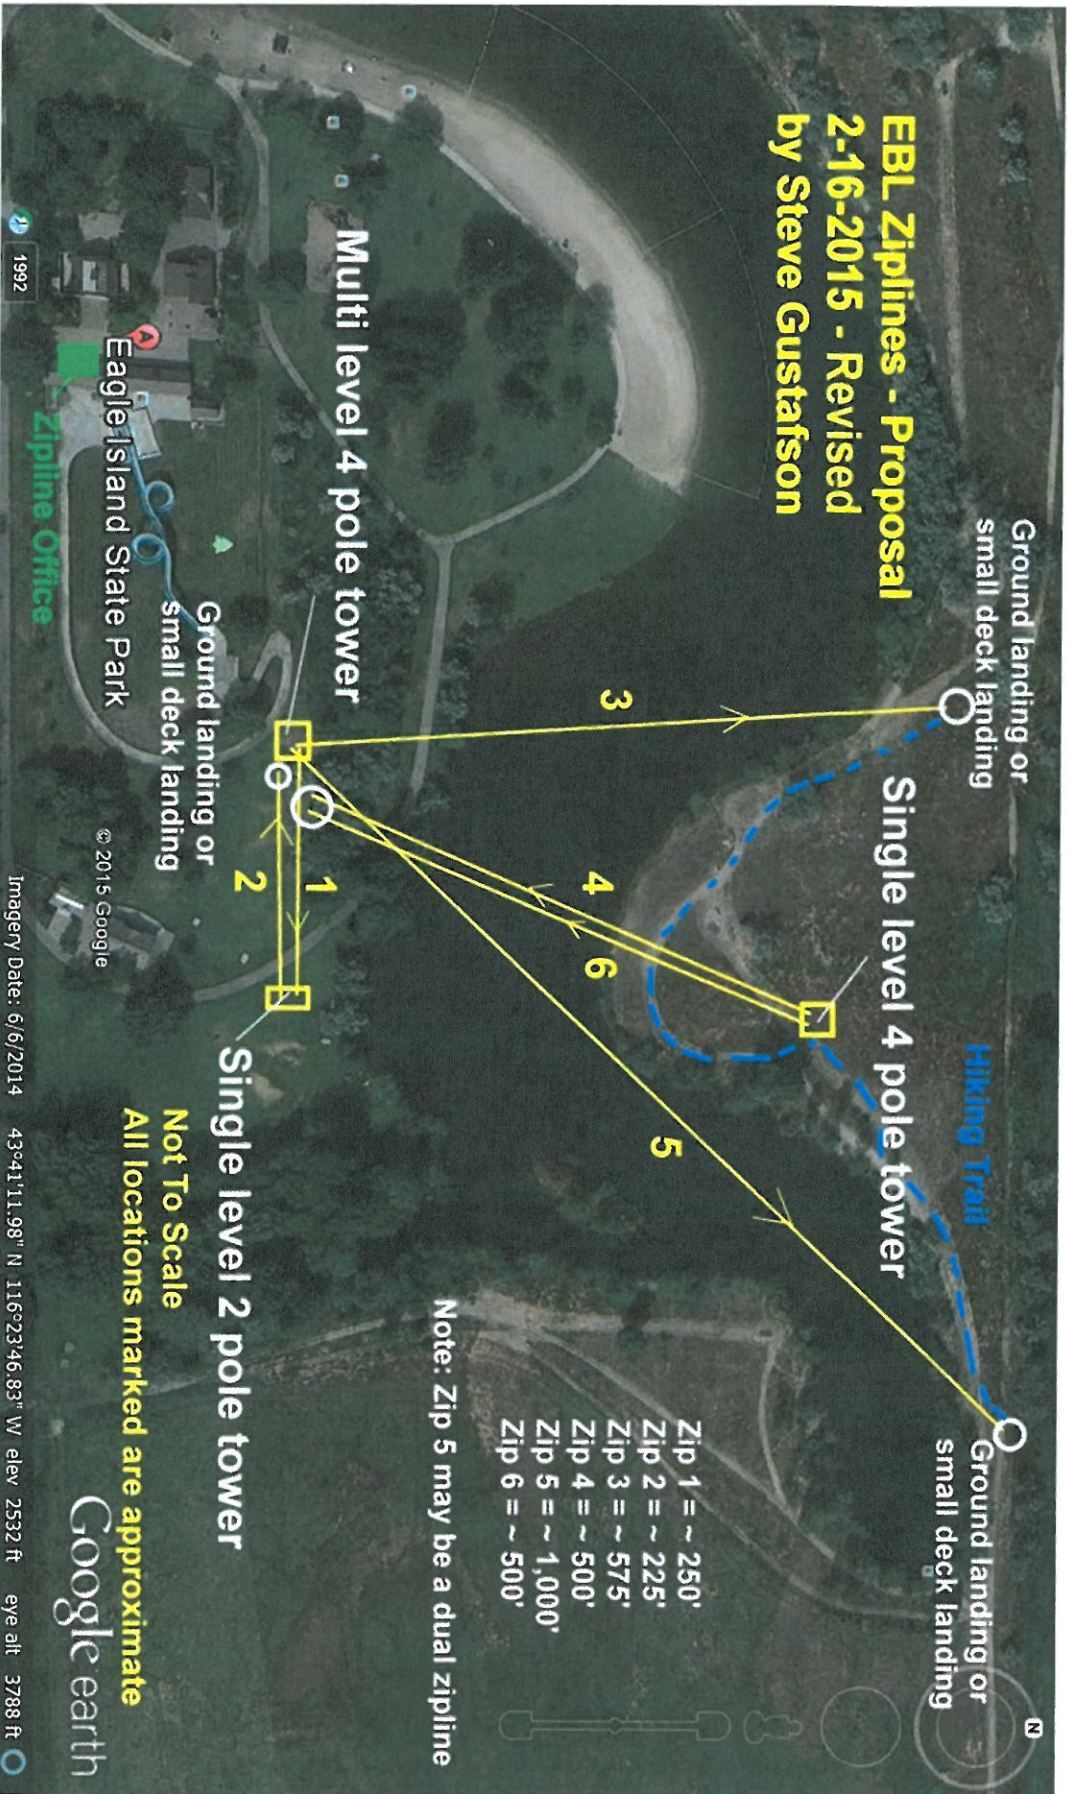 EBL Ziplines - Proposal
2-16-2015 - Revised
by Steve Gustafson
Ground landing or
small deck landing
Hiking Trail
Ground landing or
small deck landing
N
Single level 4 pole tower
3
4
6
5
Zip 1 = ~ 250'
Zip 2 = ~ 225'
Zip 3 = ~ 575'
Zip 4 = ~ 500'
Zip 5 = ~ 1,000'
Zip 6 = ~ 500'
Note: Zip 5 may be a dual zipline
Multi level 4 pole tower
1
2
Ground landing or
small deck landing
Single level 2 pole tower
A
Eagle Island State Park
Zipline Office
Not To Scale
All locations marked are approximate
© 2015 Google
Google earth
1992
Imagery Date: 6/6/2014 43°41'11.98" N 116°23'46.83" W elev 2532 ft eye alt 3788 ft